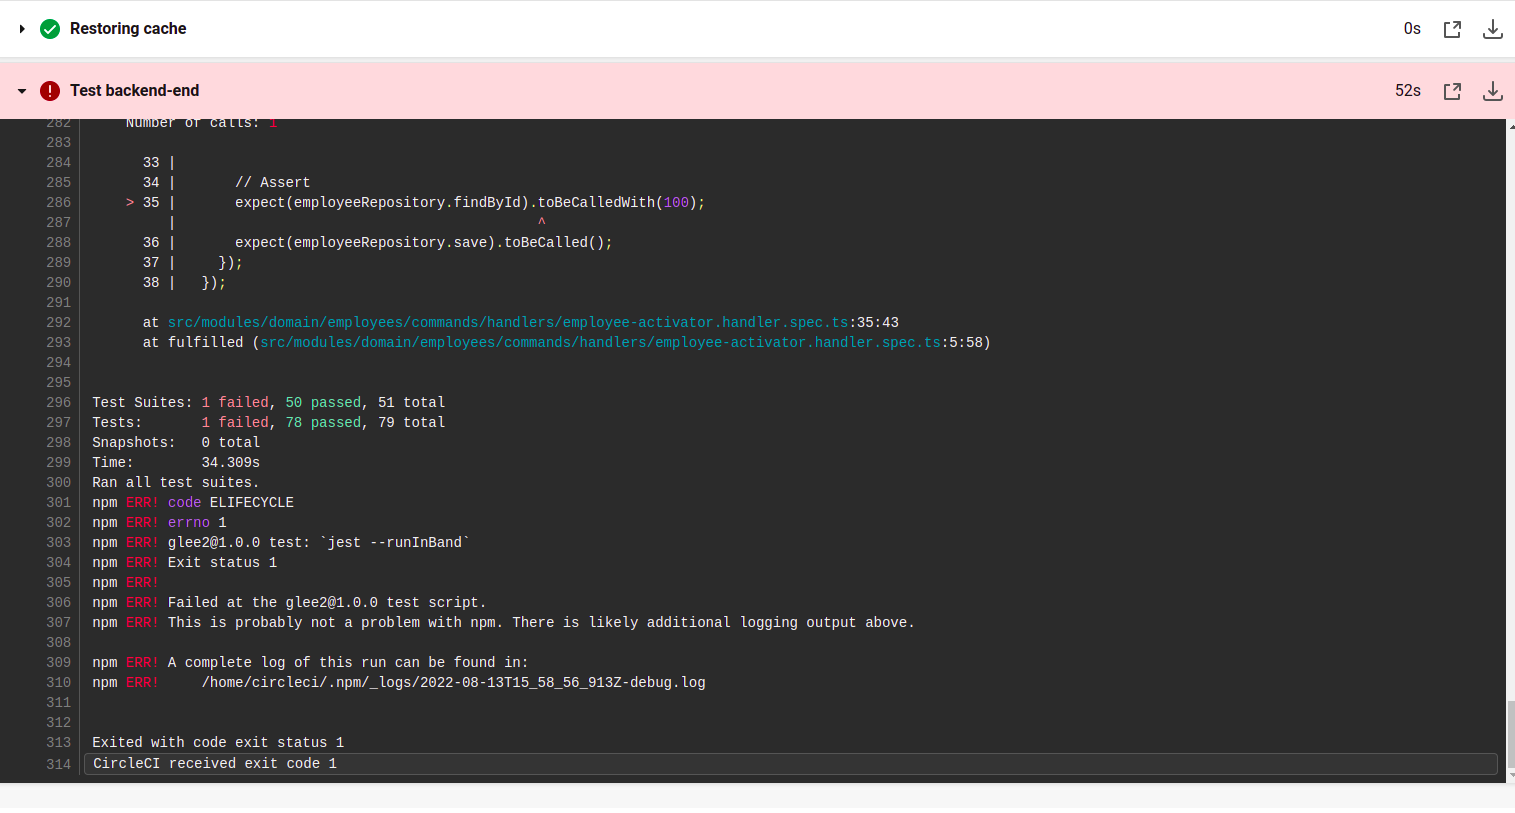 Restoring cache 0s
Test backend-end 52s
282 Number of calls: 1
283
284 33 |
285 34 | // Assert
286 > 35 | expect(employeeRepository.findById).toBeCalledWith(100);
287 | ^
288 36 | expect(employeeRepository.save).toBeCalled();
289 37 | });
290 38 | });
291
292 at src/modules/domain/employees/commands/handlers/employee-activator.handler.spec.ts:35:43
293 at fulfilled (src/modules/domain/employees/commands/handlers/employee-activator.handler.spec.ts:5:58)
294
295
296 Test Suites: 1 failed, 50 passed, 51 total
297 Tests: 1 failed, 78 passed, 79 total
298 Snapshots: 0 total
299 Time: 34.309s
300 Ran all test suites.
301 npm ERR! code ELIFECYCLE
302 npm ERR! errno 1
303 npm ERR! glee2@1.0.0 test: `jest --runInBand`
304 npm ERR! Exit status 1
305 npm ERR!
306 npm ERR! Failed at the glee2@1.0.0 test script.
307 npm ERR! This is probably not a problem with npm. There is likely additional logging output above.
308
309 npm ERR! A complete log of this run can be found in:
310 npm ERR! /home/circleci/.npm/_logs/2022-08-13T15_58_56_913Z-debug.log
311
312
313 Exited with code exit status 1
314 CircleCI received exit code 1